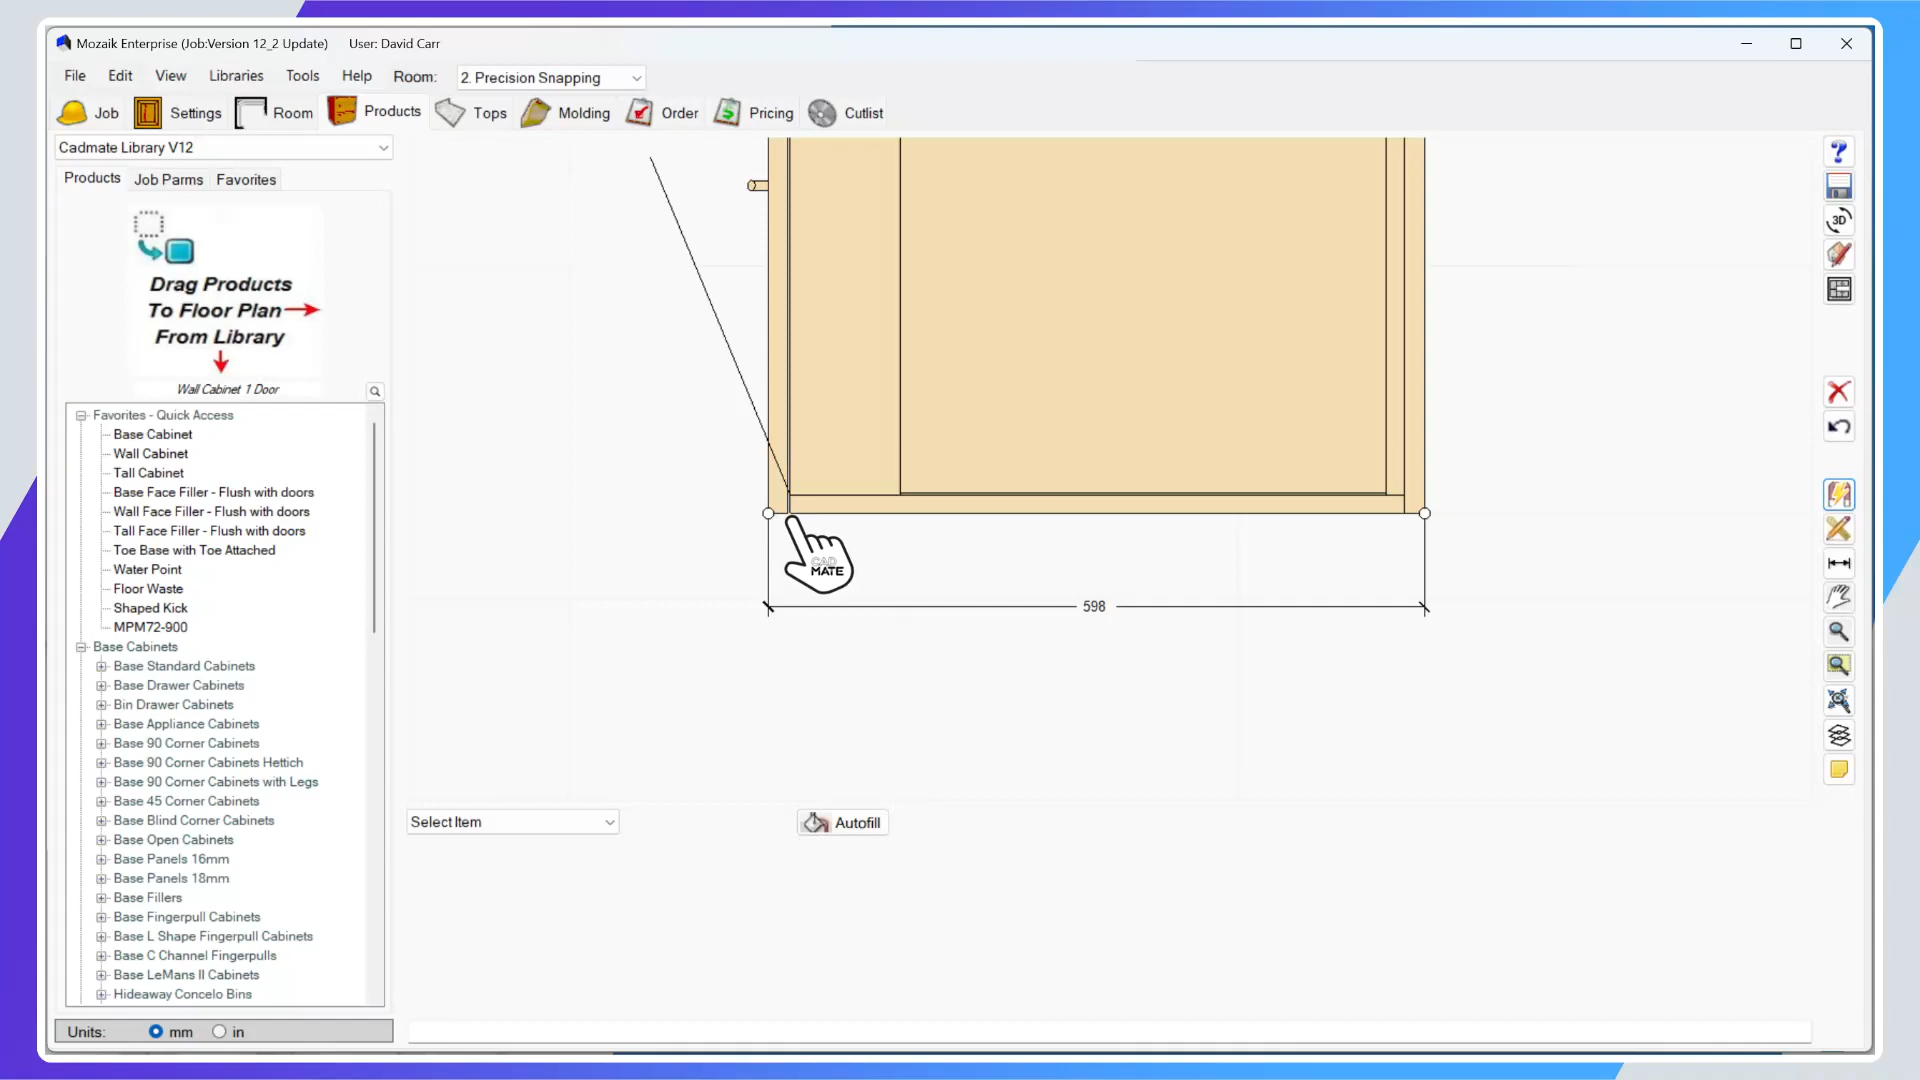 Mozaik Enterprise (Job:Version 12_2 Update) User: David Carr
File Edit View Libraries Tools Help Room: 2. Precision Snapping
Job Settings Room Products Tops Molding Order Pricing Cutlist
Cadmate Library V12
Products Job Parms Favorites
Drag Products
To Floor Plan
From Library
Wall Cabinet 1 Door
Favorites - Quick Access
Base Cabinet
Wall Cabinet
Tall Cabinet
Base Face Filler - Flush with doors
Wall Face Filler - Flush with doors
Tall Face Filler - Flush with doors
Toe Base with Toe Attached
Water Point
Floor Waste
Shaped Kick
MPM72-900
Base Cabinets
Base Standard Cabinets
Base Drawer Cabinets
Bin Drawer Cabinets
Base Appliance Cabinets
Base 90 Corner Cabinets
Base 90 Corner Cabinets Hettich
Base 90 Corner Cabinets with Legs
Base 45 Corner Cabinets
Base Blind Corner Cabinets
Base Open Cabinets
Base Panels 16mm
Base Panels 18mm
Base Fillers
Base Fingerpull Cabinets
Base L Shape Fingerpull Cabinets
Base C Channel Fingerpulls
Base LeMans II Cabinets
Hideaway Concelo Bins
Units: mm in
CAD
MATE
598
Select Item
Autofill
?
3D